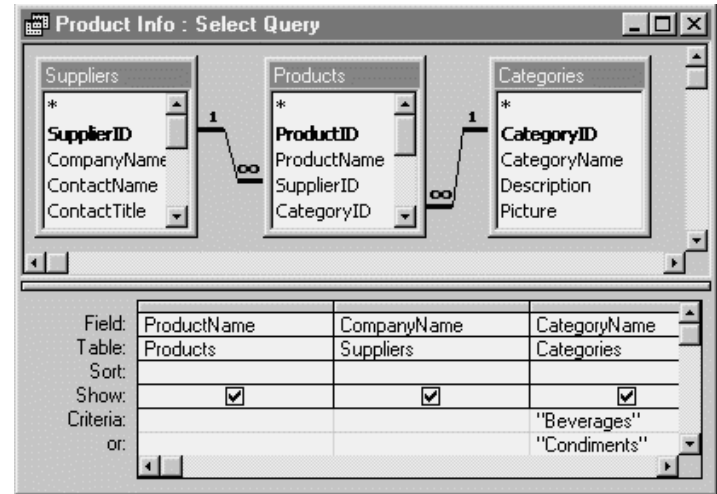 Product Info : Select Query
Suppliers
*
SupplierID
CompanyName
ContactName
ContactTitle
1
∞
Products
*
ProductID
ProductName
SupplierID
CategoryID
∞
1
Categories
*
CategoryID
CategoryName
Description
Picture
Field: ProductName CompanyName CategoryName
Table: Products Suppliers Categories
Sort:
Show:
Criteria: "Beverages"
or: "Condiments"